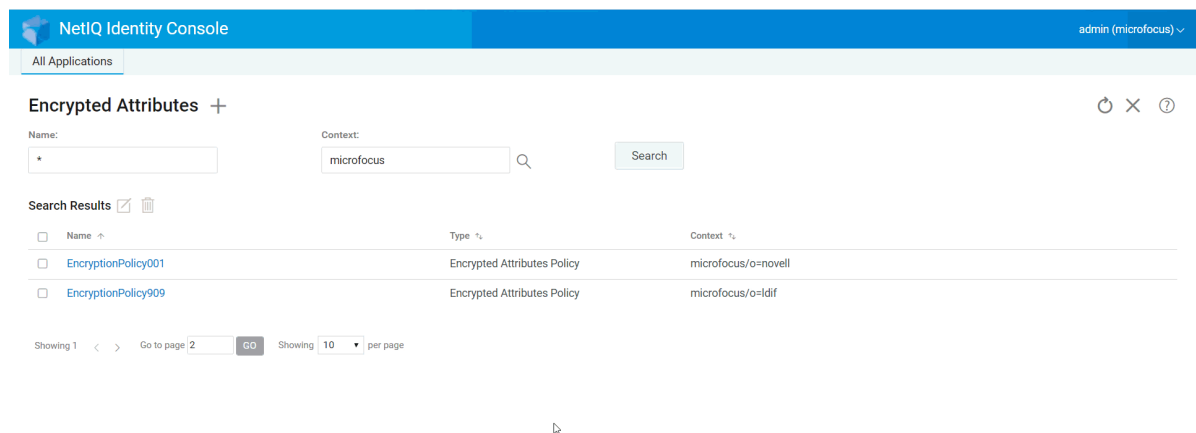 NetIQ Identity Console
admin (microfocus)
All Applications
Encrypted Attributes
Name:
Context:
*
microfocus
Search
Search Results
Name
Type
Context
EncryptionPolicy001
Encrypted Attributes Policy
microfocus/o=novell
EncryptionPolicy909
Encrypted Attributes Policy
microfocus/o=ldif
Showing 1
Go to page 2
GO
Showing 10 per page